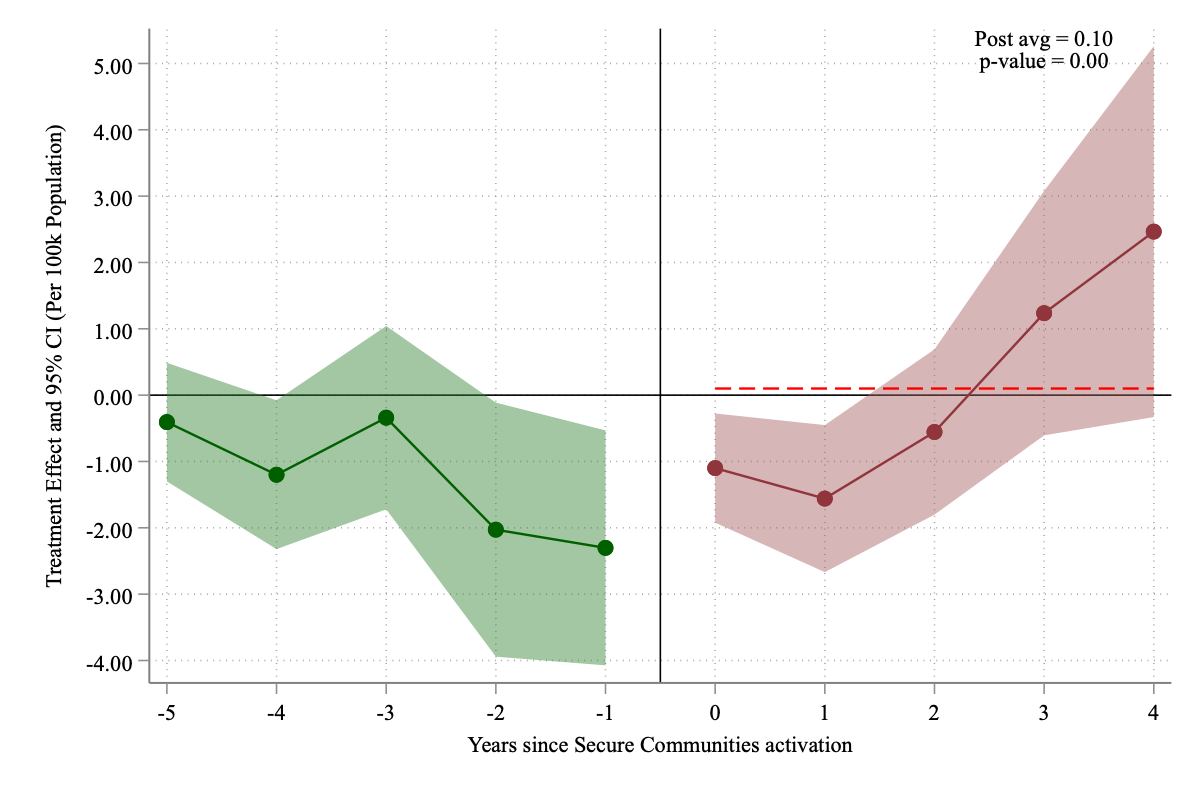 Post avg = 0.10
p-value = 0.00
Treatment Effect and 95% CI (Per 100k Population)
5.00
4.00
3.00
2.00
1.00
0.00
-1.00
-2.00
-3.00
-4.00
-5 -4 -3 -2 -1 0 1 2 3 4
Years since Secure Communities activation